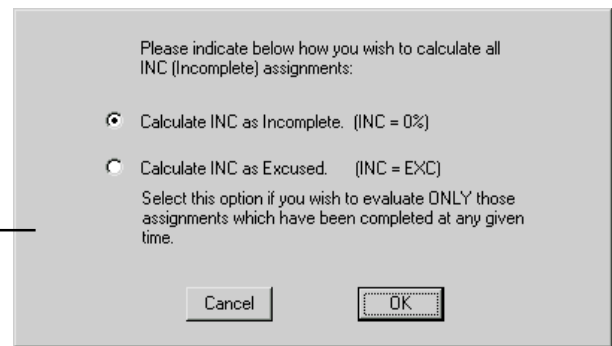 Please indicate below how you wish to calculate all
INC (Incomplete) assignments:
Calculate INC as Incomplete. (INC = 0%)
Calculate INC as Excused. (INC = EXC)
Select this option if you wish to evaluate ONLY those
assignments which have been completed at any given
time.
Cancel OK